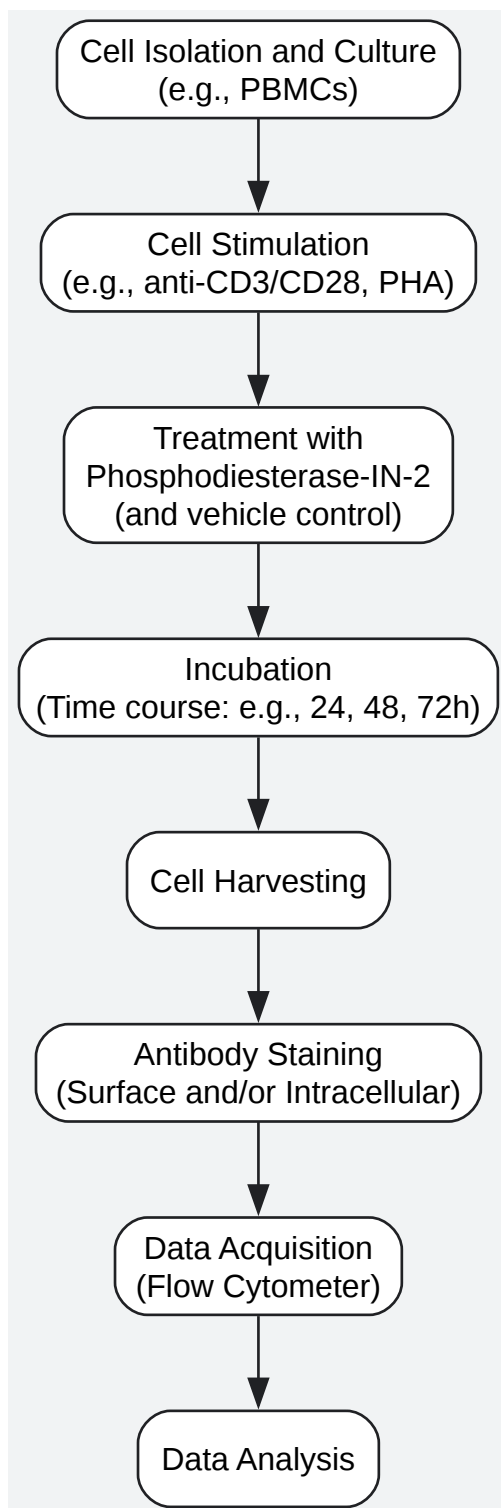 Cell Isolation and Culture
(e.g., PBMCs)
Cell Stimulation
(e.g., anti-CD3/CD28, PHA)
Treatment with
Phosphodiesterase-IN-2
(and vehicle control)
Incubation
(Time course: e.g., 24, 48, 72h)
Cell Harvesting
Antibody Staining
(Surface and/or Intracellular)
Data Acquisition
(Flow Cytometer)
Data Analysis